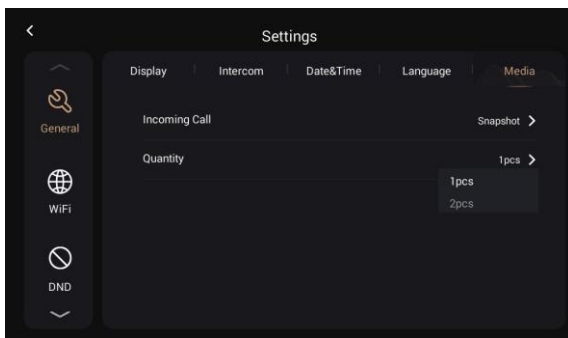 Settings
Display Intercom Date&Time Language Media
General
Incoming Call Snapshot
Quantity 1pcs
1pcs
2pcs
WiFi
DND